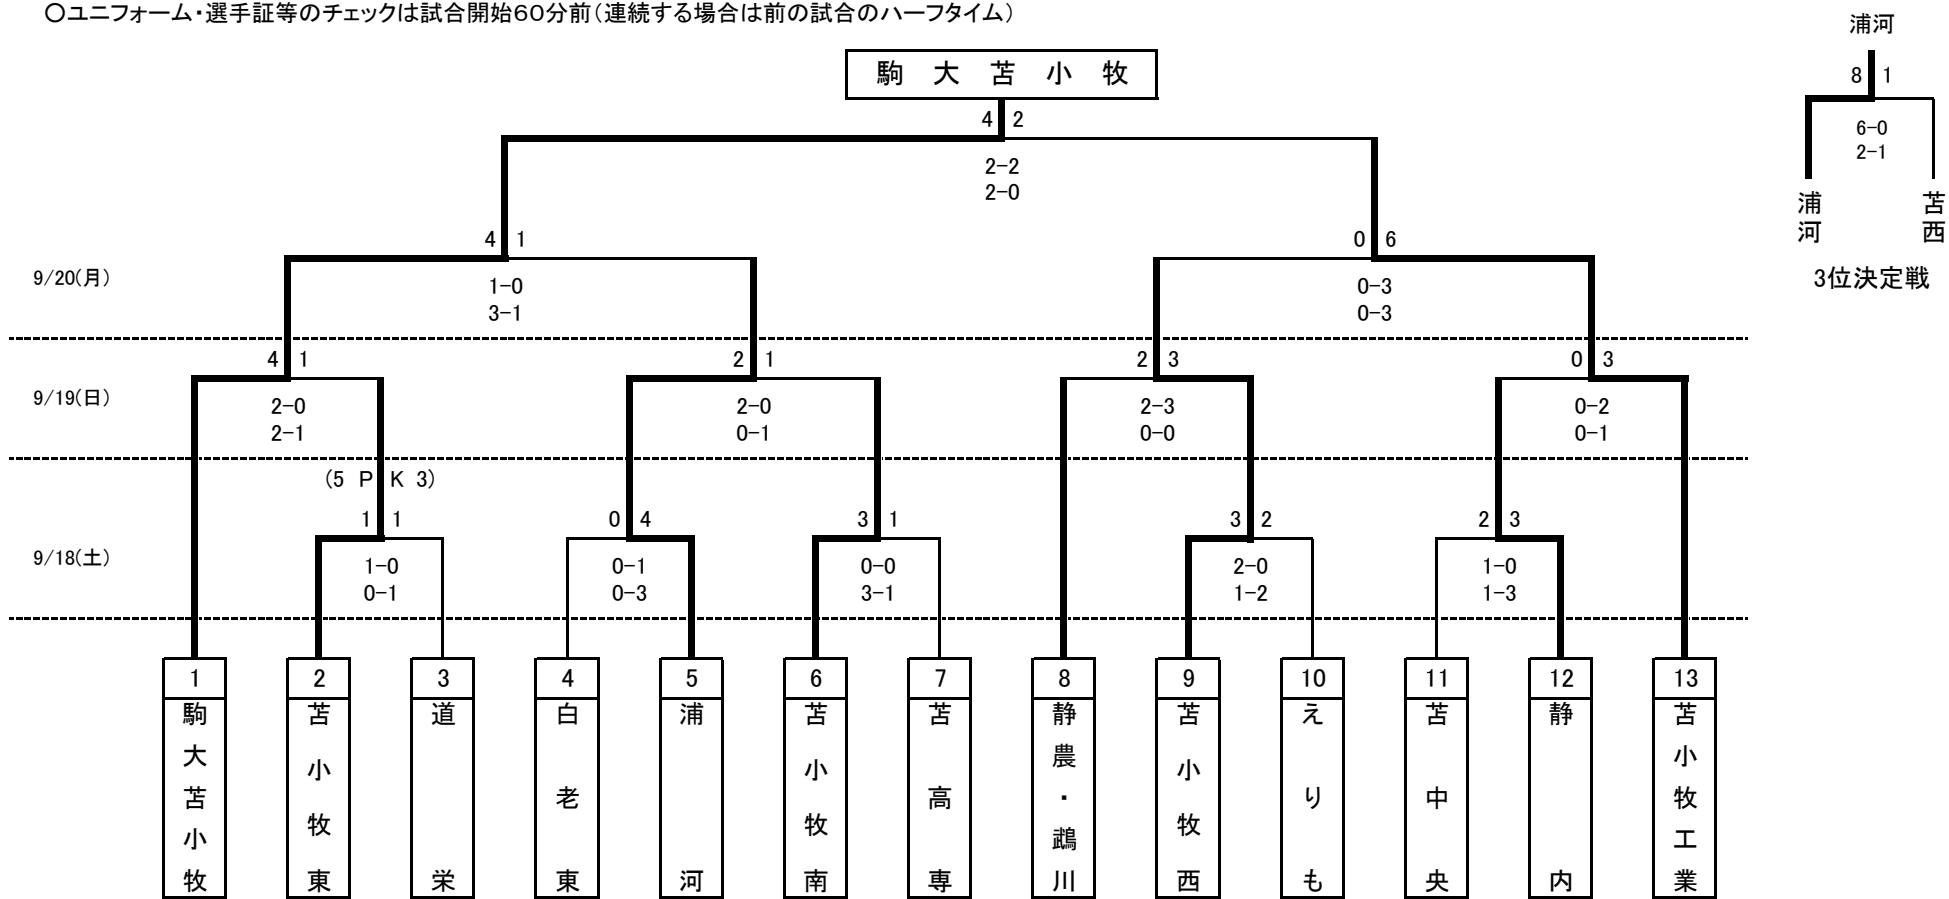 〇ユニフォーム・選手証等のチェックは試合開始60分前（連続する場合は前の試合のハーフタイム）
浦河
駒大苫小牧
8 1
4 2
6-0
2-1
2-2
2-0
浦河
苫西
4 1
0 6
3位決定戦
9/20(月)
1-0
3-1
0-3
0-3
4 1
2 1
2 3
0 3
9/19(日)
2-0
2-1
2-0
0-1
2-3
0-0
0-2
0-1
(5 PK 3)
1 1
0 4
3 1
3 2
2 3
9/18(土)
1-0
0-1
0-1
0-3
0-0
3-1
2-0
1-2
1-0
1-3
1
2
3
4
5
6
7
8
9
10
11
12
13
駒大苫小牧
苫小牧東
道栄
白老東
浦河
苫小牧南
苫高専
静農・鵡川
苫小牧西
えりも
苫中央
静内
苫小牧工業